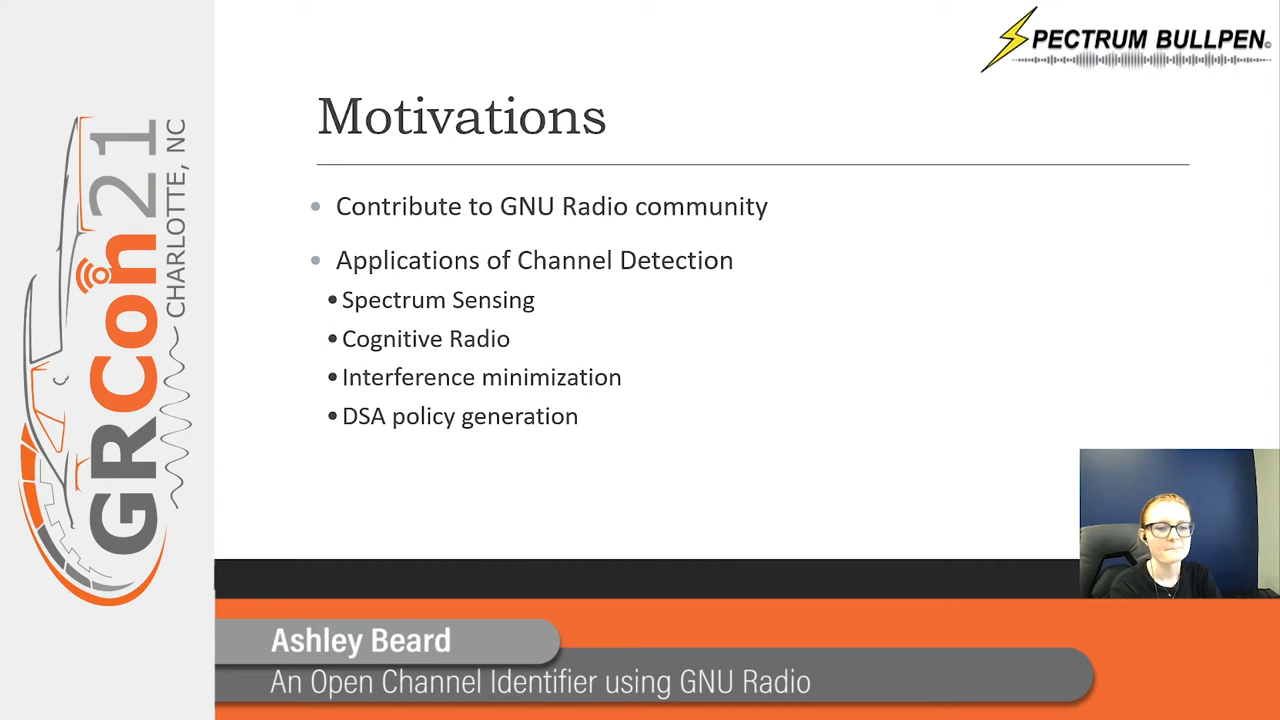 SPECTRUM BULLPEN©
GRCon21
CHARLOTTE, NC
Motivations
• Contribute to GNU Radio community
• Applications of Channel Detection
• Spectrum Sensing
• Cognitive Radio
• Interference minimization
• DSA policy generation
Ashley Beard
An Open Channel Identifier using GNU Radio